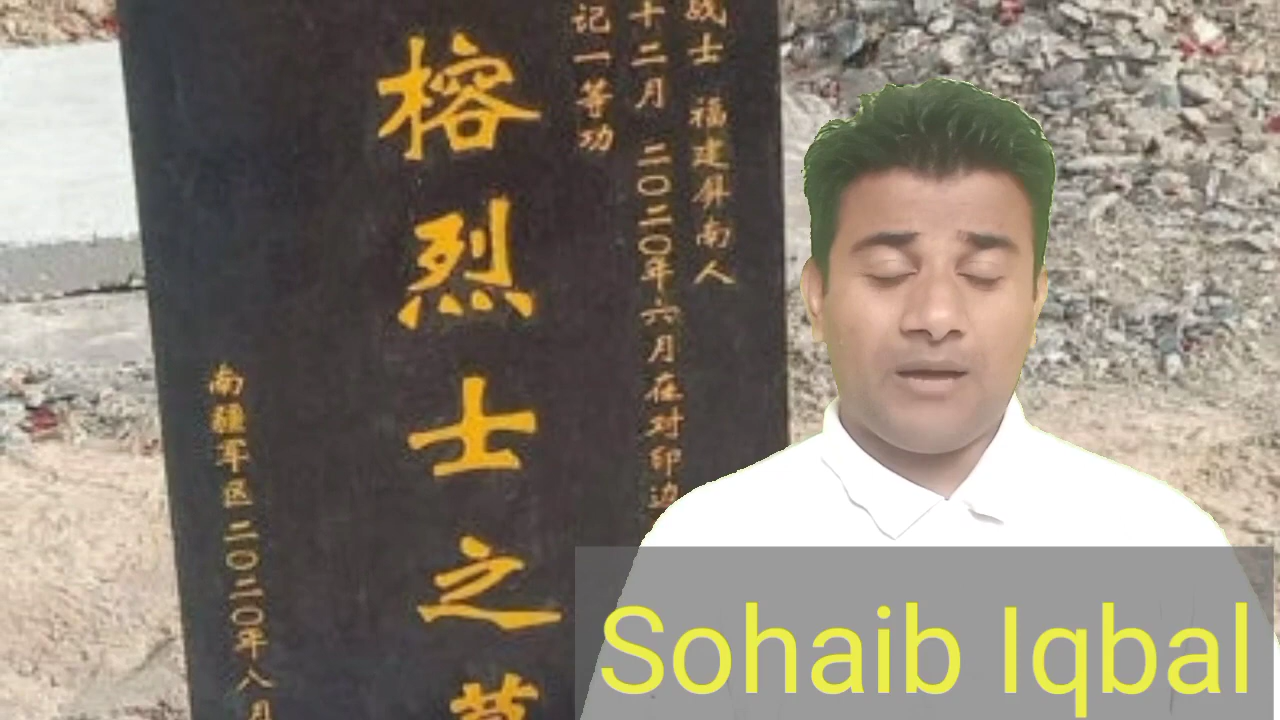 战士 福建屏南人
十二月 二〇二〇年六月在对印边
记一等功
榕烈士之墓
南疆军区二〇二〇年八月
Sohaib Iqbal